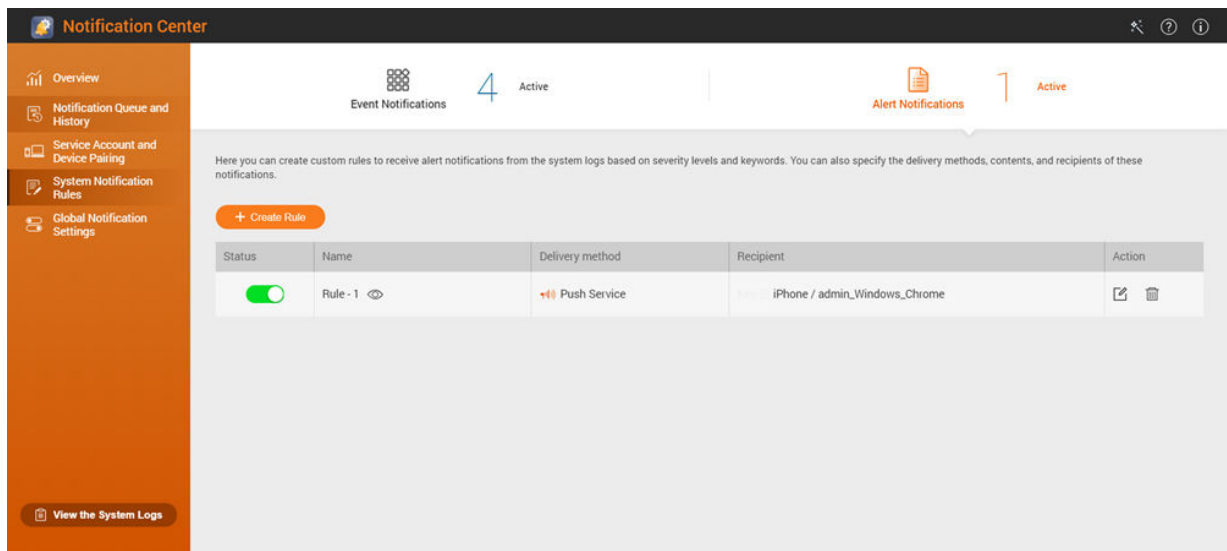 Notification Center
Overview
Notification Queue and
History
Service Account and
Device Pairing
System Notification
Rules
Global Notification
Settings
View the System Logs
Event Notifications
4 Active
Alert Notifications
1 Active
Here you can create custom rules to receive alert notifications from the system logs based on severity levels and keywords. You can also specify the delivery methods, contents, and recipients of these
notifications.
+ Create Rule
Status Name Delivery method Recipient Action
Rule - 1 Push Service iPhone / admin_Windows_Chrome